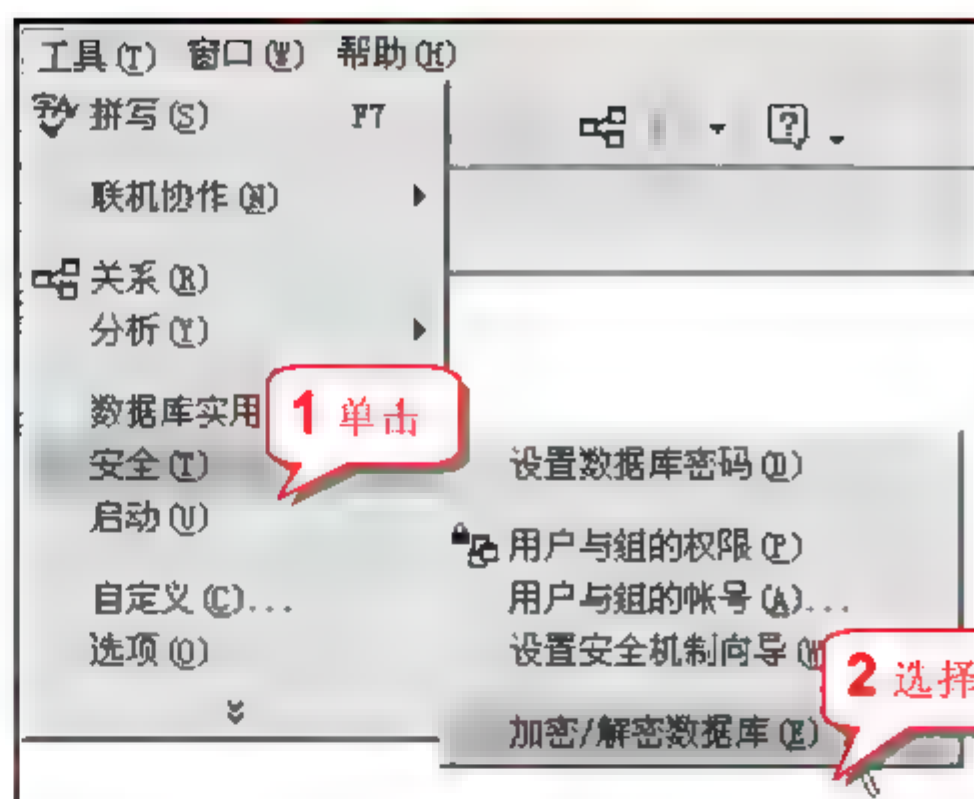 工具(T) 窗口(W) 帮助(H)
拼写(S) F7
联机协作(N)
关系(R)
分析(Y)
数据库实用
1 单击
安全(T)
启动(U)
自定义(C)...
选项(O)
设置数据库密码(D)
用户与组的权限(P)
用户与组的帐号(A)...
设置安全机制向导(W
2 选择
加密/解密数据库(E)